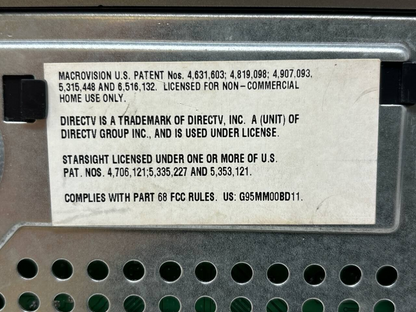 MACROVISION U.S. PATENT Nos. 4,631,603; 4,819,098; 4,907,093,
5,315,448 AND 6,516,132. LICENSED FOR NON-COMMERCIAL
HOME USE ONLY.
DIRECTV IS A TRADEMARK OF DIRECTV, INC. A (UNIT) OF
DIRECTV GROUP INC., AND IS USED UNDER LICENSE.
STARSIGHT LICENSED UNDER ONE OR MORE OF U.S.
PAT. NOS. 4,706,121;5,335,227 AND 5,353,121.
COMPLIES WITH PART 68 FCC RULES. US: G95MM00BD11.